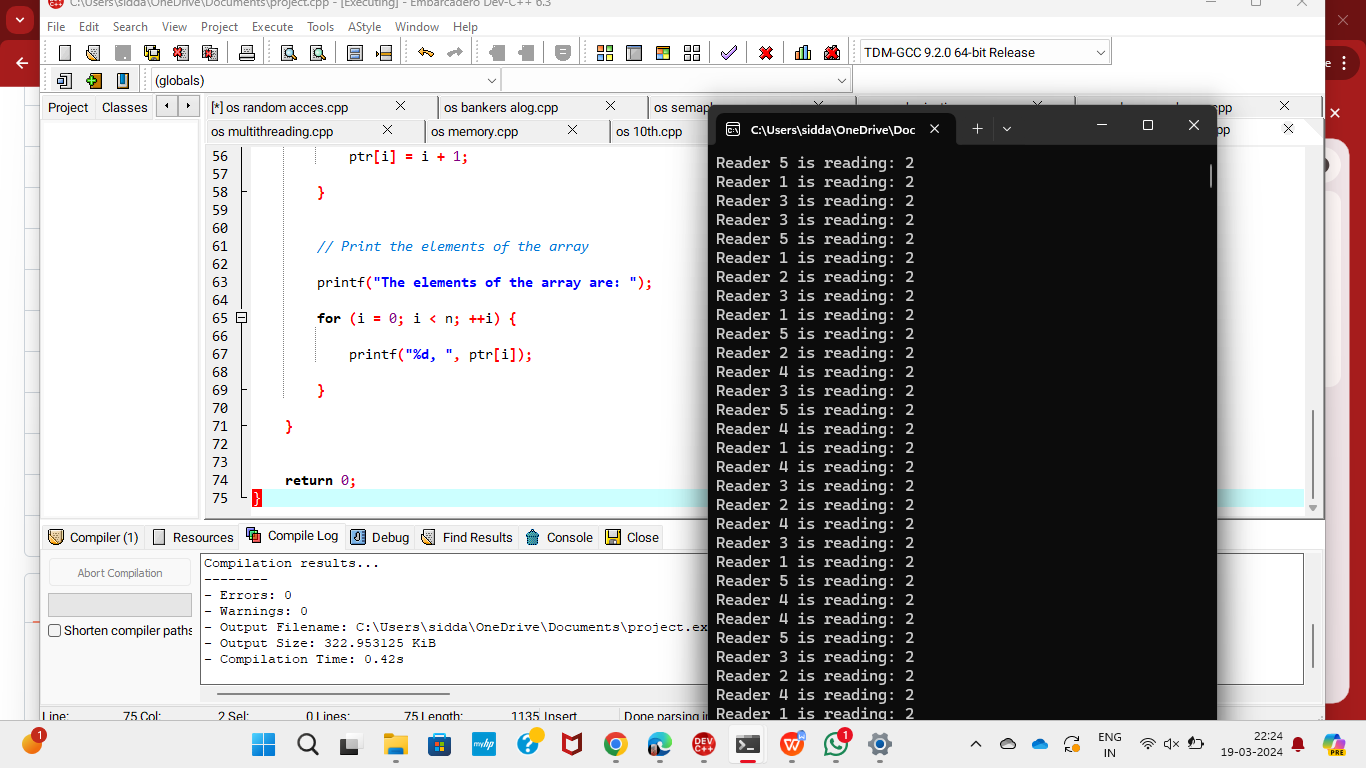 C:\Users\sidda\OneDrive\Documents\project.cpp - [Executing] - Embarcadero Dev-C++ 6.3
File Edit Search View Project Execute Tools AStyle Window Help
TDM-GCC 9.2.0 64-bit Release
(globals)
Project Classes
[*] os random acces.cpp
os bankers alog.cpp
os multithreading.cpp
os memory.cpp
os 10th.cpp
56 ptr[i] = i + 1;
57
58 }
59
60
61 // Print the elements of the array
62
63 printf("The elements of the array are: ");
64
65 for (i = 0; i < n; ++i) {
66
67 printf("%d, ", ptr[i]);
68
69 }
70
71 }
72
73
74 return 0;
75 }
C:\Users\sidda\OneDrive\Doc
Reader 5 is reading: 2
Reader 1 is reading: 2
Reader 3 is reading: 2
Reader 3 is reading: 2
Reader 5 is reading: 2
Reader 1 is reading: 2
Reader 2 is reading: 2
Reader 3 is reading: 2
Reader 1 is reading: 2
Reader 5 is reading: 2
Reader 2 is reading: 2
Reader 4 is reading: 2
Reader 3 is reading: 2
Reader 5 is reading: 2
Reader 4 is reading: 2
Reader 1 is reading: 2
Reader 4 is reading: 2
Reader 3 is reading: 2
Reader 2 is reading: 2
Reader 4 is reading: 2
Reader 3 is reading: 2
Reader 1 is reading: 2
Reader 5 is reading: 2
Reader 4 is reading: 2
Reader 4 is reading: 2
Reader 5 is reading: 2
Reader 3 is reading: 2
Reader 2 is reading: 2
Reader 4 is reading: 2
Reader 1 is reading: 2
Compiler (1) Resources Compile Log Debug Find Results Console Close
Abort Compilation
Shorten compiler paths
Compilation results...
--------
- Errors: 0
- Warnings: 0
- Output Filename: C:\Users\sidda\OneDrive\Documents\project.ex
- Output Size: 322.953125 KiB
- Compilation Time: 0.42s
Line: 75 Col: 2 Sel: 0 Lines: 75 Length: 1135 Insert Done parsing in
1
myhp
DEV C++
W
1
ENG
IN
22:24
19-03-2024
PRE